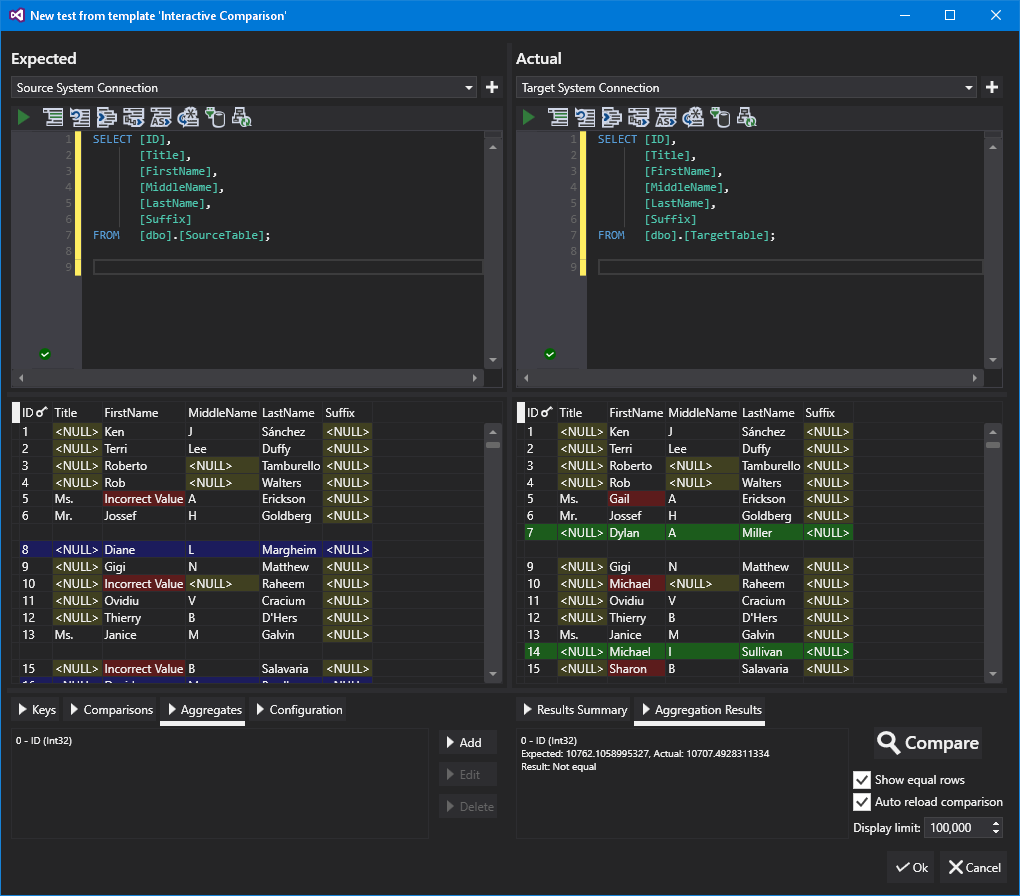 New test from template 'Interactive Comparison'
Expected
Source System Connection
1 SELECT [ID],
2 [Title],
3 [FirstName],
4 [MiddleName],
5 [LastName],
6 [Suffix]
7 FROM [dbo].[SourceTable];
8
9
Actual
Target System Connection
1 SELECT [ID],
2 [Title],
3 [FirstName],
4 [MiddleName],
5 [LastName],
6 [Suffix]
7 FROM [dbo].[TargetTable];
8
9
ID Title FirstName MiddleName LastName Suffix
1 <NULL> Ken J Sánchez <NULL>
2 <NULL> Terri Lee Duffy <NULL>
3 <NULL> Roberto <NULL> Tamburello <NULL>
4 <NULL> Rob <NULL> Walters <NULL>
5 Ms. Incorrect Value A Erickson <NULL>
6 Mr. Jossef H Goldberg <NULL>
8 <NULL> Diane L Margheim <NULL>
9 <NULL> Gigi N Matthew <NULL>
10 <NULL> Incorrect Value <NULL> Raheem <NULL>
11 <NULL> Ovidiu V Cracium <NULL>
12 <NULL> Thierry B D'Hers <NULL>
13 Ms. Janice M Galvin <NULL>
15 <NULL> Incorrect Value B Salavaria <NULL>
ID Title FirstName MiddleName LastName Suffix
1 <NULL> Ken J Sánchez <NULL>
2 <NULL> Terri Lee Duffy <NULL>
3 <NULL> Roberto <NULL> Tamburello <NULL>
4 <NULL> Rob <NULL> Walters <NULL>
5 Ms. Gail A Erickson <NULL>
6 Mr. Jossef H Goldberg <NULL>
7 <NULL> Dylan A Miller <NULL>
9 <NULL> Gigi N Matthew <NULL>
10 <NULL> Michael <NULL> Raheem <NULL>
11 <NULL> Ovidiu V Cracium <NULL>
12 <NULL> Thierry B D'Hers <NULL>
13 Ms. Janice M Galvin <NULL>
14 <NULL> Michael I Sullivan <NULL>
15 <NULL> Sharon B Salavaria <NULL>
Keys Comparisons Aggregates Configuration
0 - ID (Int32)
Add
Edit
Delete
Results Summary Aggregation Results
0 - ID (Int32)
Expected: 10762.1058995327, Actual: 10707.4928311334
Result: Not equal
Compare
Show equal rows
Auto reload comparison
Display limit: 100,000
Ok Cancel